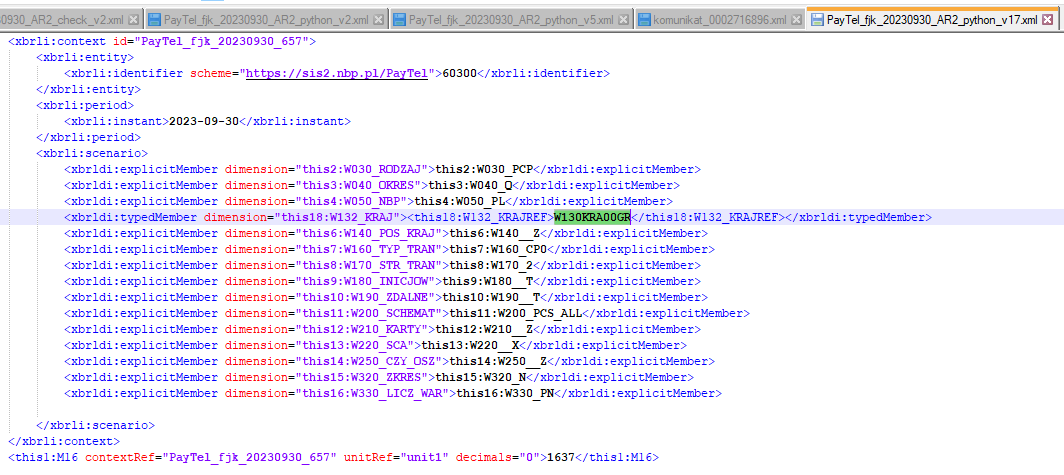 0930_AR2_check_v2.xml PayTel_fjk_20230930_AR2_python_v2.xml PayTel_fjk_20230930_AR2_python_v5.xml komunikat_0002716896.xml PayTel_fjk_20230930_AR2_python_v17.xml
<xbrli:context id="PayTel_fjk_20230930_657">
<xbrli:entity>
<xbrli:identifier scheme="https://sis2.nbp.pl/PayTel">60300</xbrli:identifier>
</xbrli:entity>
<xbrli:period>
<xbrli:instant>2023-09-30</xbrli:instant>
</xbrli:period>
<xbrli:scenario>
<xbrldi:explicitMember dimension="this2:W030_RODZAJ">this2:W030_PCP</xbrldi:explicitMember>
<xbrldi:explicitMember dimension="this3:W040_OKRES">this3:W040_Q</xbrldi:explicitMember>
<xbrldi:explicitMember dimension="this4:W050_NBP">this4:W050_PL</xbrldi:explicitMember>
<xbrldi:typedMember dimension="this18:W132_KRAJ"><this18:W132_KRAJREF>W130KRA00GR</this18:W132_KRAJREF></xbrldi:typedMember>
<xbrldi:explicitMember dimension="this6:W140_POS_KRAJ">this6:W140__Z</xbrldi:explicitMember>
<xbrldi:explicitMember dimension="this7:W160_TYP_TRAN">this7:W160_CP0</xbrldi:explicitMember>
<xbrldi:explicitMember dimension="this8:W170_STR_TRAN">this8:W170_2</xbrldi:explicitMember>
<xbrldi:explicitMember dimension="this9:W180_INICJOW">this9:W180__T</xbrldi:explicitMember>
<xbrldi:explicitMember dimension="this10:W190_ZDALNE">this10:W190__T</xbrldi:explicitMember>
<xbrldi:explicitMember dimension="this11:W200_SCHEMAT">this11:W200_PCS_ALL</xbrldi:explicitMember>
<xbrldi:explicitMember dimension="this12:W210_KARTY">this12:W210__Z</xbrldi:explicitMember>
<xbrldi:explicitMember dimension="this13:W220_SCA">this13:W220__X</xbrldi:explicitMember>
<xbrldi:explicitMember dimension="this14:W250_CZY_OSZ">this14:W250__Z</xbrldi:explicitMember>
<xbrldi:explicitMember dimension="this15:W320_ZKRES">this15:W320_N</xbrldi:explicitMember>
<xbrldi:explicitMember dimension="this16:W330_LICZ_WAR">this16:W330_PN</xbrldi:explicitMember>
</xbrli:scenario>
</xbrli:context>
<this1:M16 contextRef="PayTel_fjk_20230930_657" unitRef="unit1" decimals="0">1637</this1:M16>